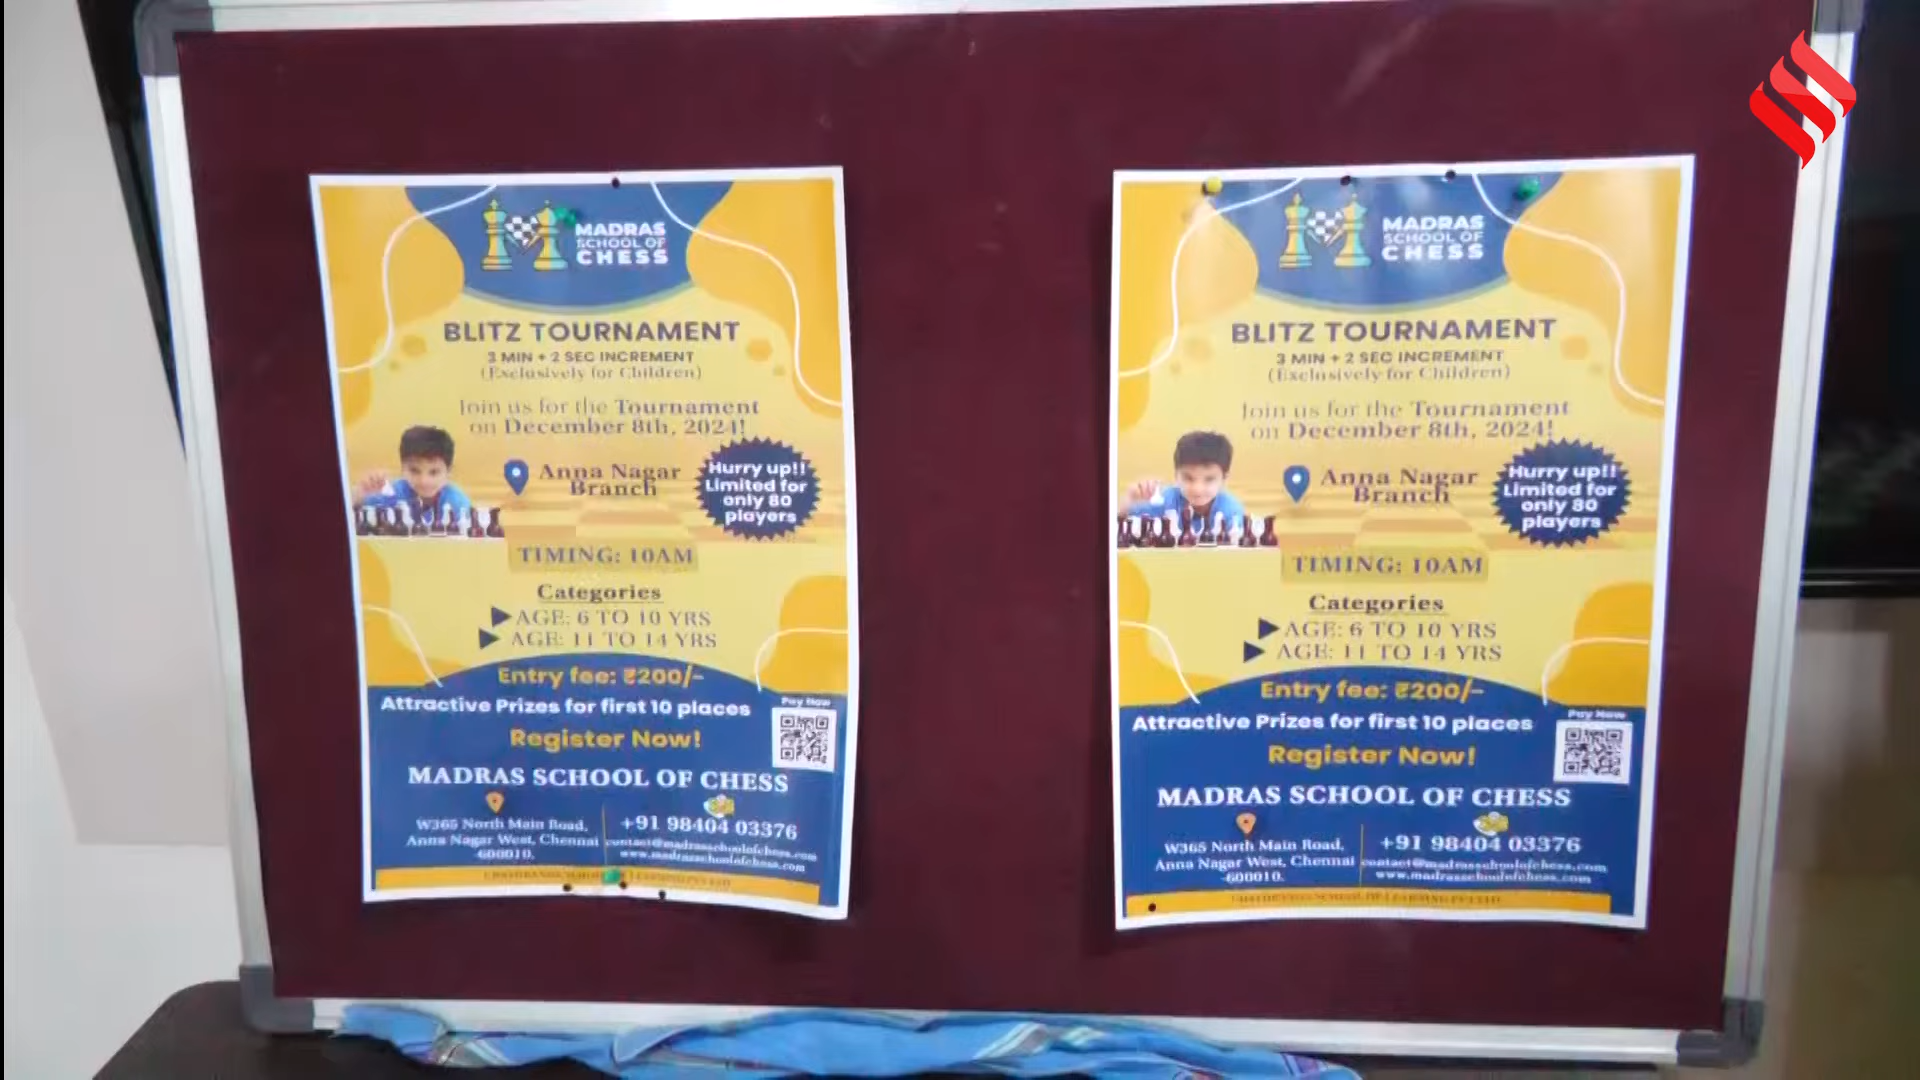 MADRAS
SCHOOL OF
CHESS
BLITZ TOURNAMENT
3 MIN + 2 SEC INCREMENT
(Exclusively for Children)
Join us for the Tournament
on December 8th, 2024!
Anna Nagar
Branch
Hurry up!!
Limited for
only 80
players
TIMING: 10AM
Categories
AGE: 6 TO 10 YRS
AGE: 11 TO 14 YRS
Entry fee: ₹200/-
Attractive Prizes for first 10 places
Pay Now
Register Now!
MADRAS SCHOOL OF CHESS
W365 North Main Road,
Anna Nagar West, Chennai
-600010.
+91 98404 03376
contact@madrasschoolofchess.com
www.madrasschoolofchess.com
MADRAS
SCHOOL OF
CHESS
BLITZ TOURNAMENT
3 MIN + 2 SEC INCREMENT
(Exclusively for Children)
Join us for the Tournament
on December 8th, 2024!
Anna Nagar
Branch
Hurry up!!
Limited for
only 80
players
TIMING: 10AM
Categories
AGE: 6 TO 10 YRS
AGE: 11 TO 14 YRS
Entry fee: ₹200/-
Attractive Prizes for first 10 places
Pay Now
Register Now!
MADRAS SCHOOL OF CHESS
W365 North Main Road,
Anna Nagar West, Chennai
-600010.
+91 98404 03376
contact@madrasschoolofchess.com
www.madrasschoolofchess.com
SCHOOL OF LEARNING PVT LTD